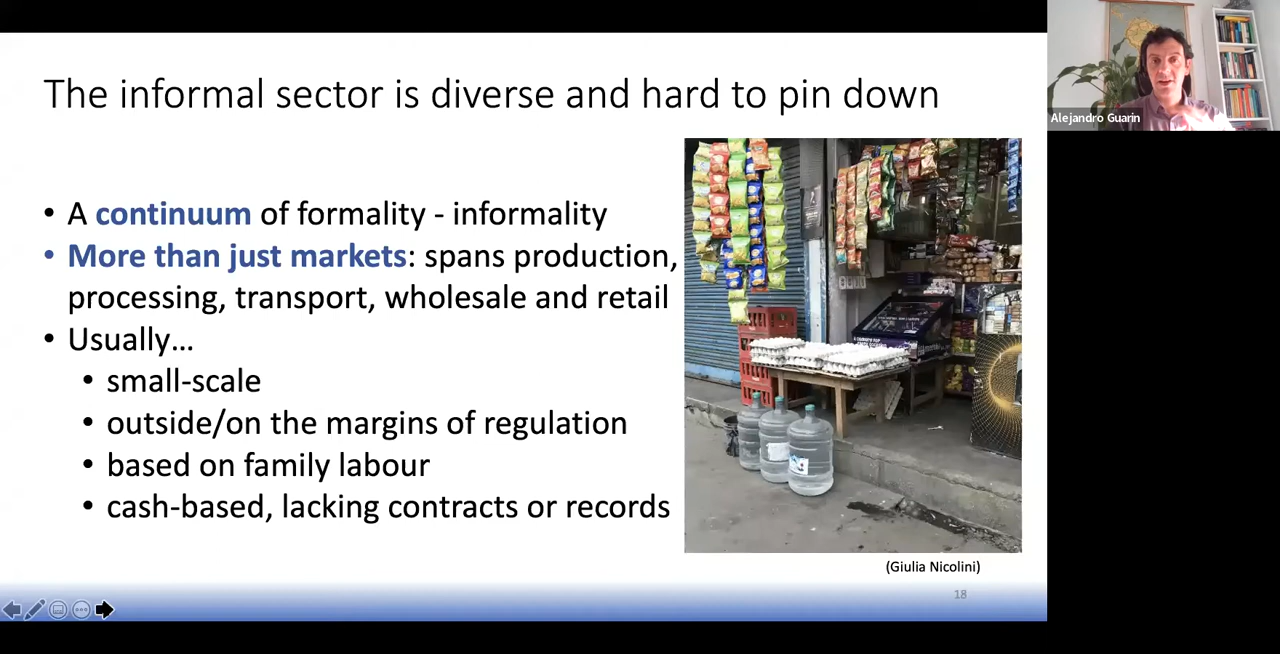 The informal sector is diverse and hard to pin down
Alejandro Guarin
• A continuum of formality - informality
• More than just markets: spans production,
processing, transport, wholesale and retail
• Usually…
• small-scale
• outside/on the margins of regulation
• based on family labour
• cash-based, lacking contracts or records
(Giulia Nicolini)
18